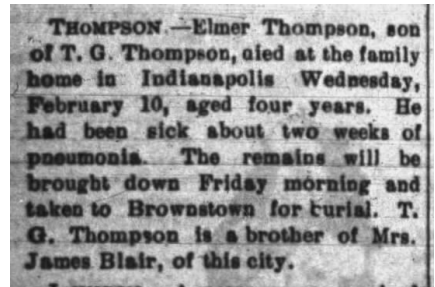 THOMPSON.—Elmer Thompson, son
of T. G. Thompson, died at the family
home in Indianapolis Wednesday,
February 10, aged four years. He
had been sick about two weeks of
pneumonia. The remains will be
brought down Friday morning and
taken to Brownstown for burial. T.
G. Thompson is a brother of Mrs.
James Blair, of this city.